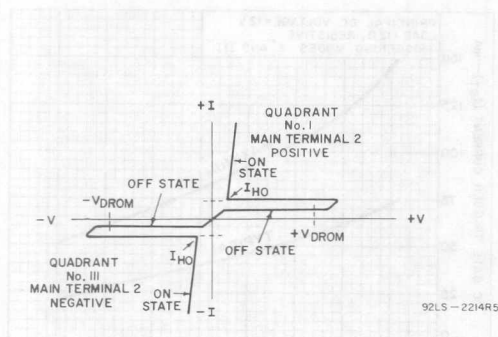 +I
QUADRANT
No. I
MAIN TERMINAL 2
POSITIVE
ON
STATE
IHO
OFF STATE
-VDROM
-V
+V
+VDROM
OFF STATE
IHO
QUADRANT
No. III
MAIN TERMINAL 2
NEGATIVE
ON
STATE
-I
92LS-2214R5